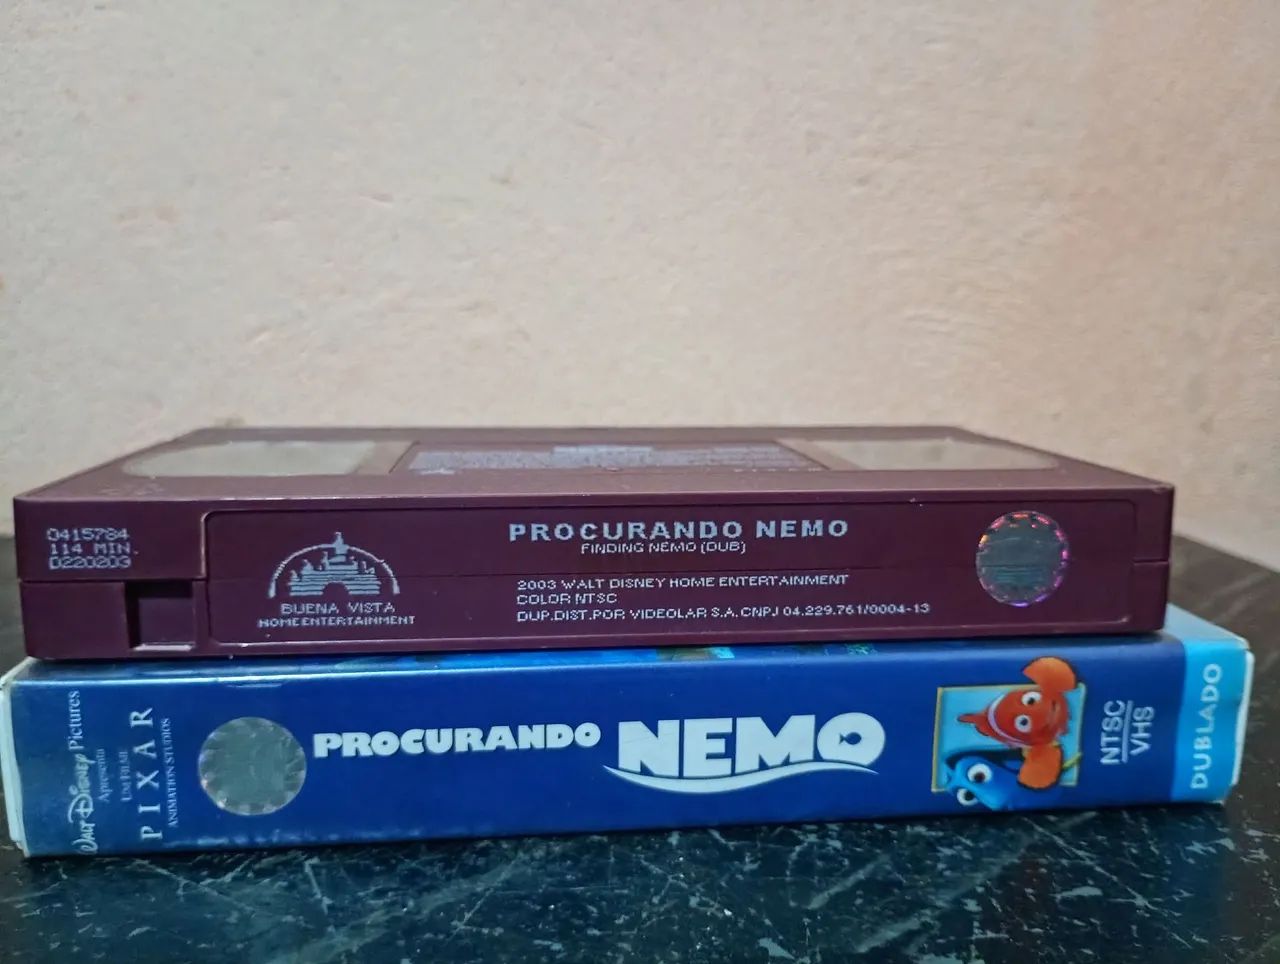 0415784
114 MIN.
D22020G
BUENA VISTA
HOME ENTERTAINMENT
PROCURANDO NEMO
FINDING NEMO (DUB)
2003 WALT DISNEY HOME ENTERTAINMENT
COLOR NTSC
DUP.DIST.POR VIDEOLAR S.A. CNPJ 04.229.761/0004-13
WALT DISNEY Pictures
Apresenta
UM FILME
PIXAR
ANIMATION STUDIOS
PROCURANDO NEMO
NTSC
VHS
DUBLADO